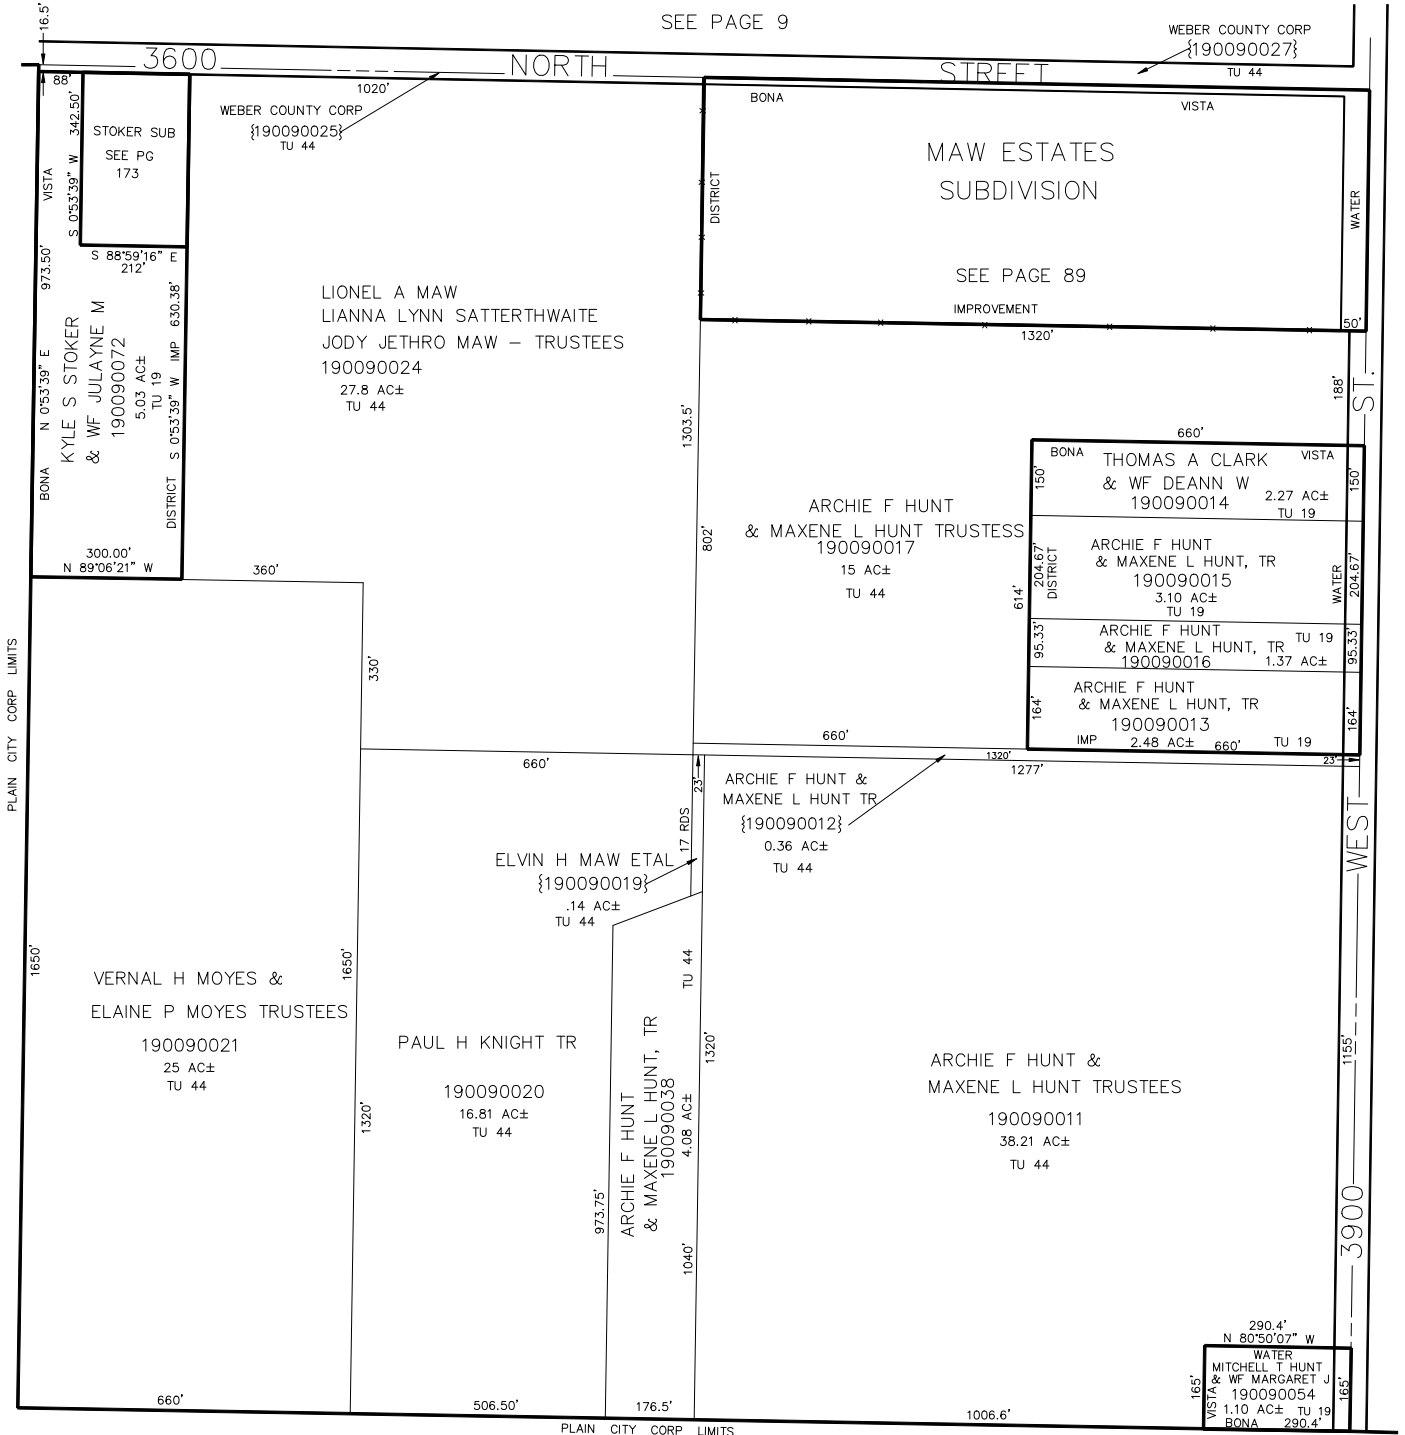 SEE PAGE 9
16.5'
WEBER COUNTY CORP
{190090027}
TU 44
3600 NORTH STREET
88'
1020'
WEBER COUNTY CORP
{190090025}
TU 44
STOKER SUB
SEE PG
173
S 0°53'39" W 342.50'
S 88°59'16" E
212'
VISTA
973.50'
N 0°53'39" E
BONA
KYLE S STOKER
& WF JULAYNE M
190090072
5.03 AC±
TU 19
DISTRICT S 0°53'39" W IMP 630.38'
300.00'
N 89°06'21" W
LIONEL A MAW
LIANNA LYNN SATTERTHWAITE
JODY JETHRO MAW – TRUSTEES
190090024
27.8 AC±
TU 44
1303.5'
360'
330'
BONA
VISTA
MAW ESTATES
SUBDIVISION
SEE PAGE 89
DISTRICT
WATER
IMPROVEMENT
1320'
50'
188'
ST.
ARCHIE F HUNT
& MAXENE L HUNT TRUSTESS
190090017
15 AC±
TU 44
802'
614'
660'
660'
BONA
VISTA
THOMAS A CLARK
& WF DEANN W
190090014
2.27 AC±
TU 19
150'
150'
ARCHIE F HUNT
& MAXENE L HUNT, TR
190090015
3.10 AC±
TU 19
204.67'
DISTRICT
WATER
204.67'
ARCHIE F HUNT
TU 19
& MAXENE L HUNT, TR
190090016
1.37 AC±
95.33'
95.33'
ARCHIE F HUNT
& MAXENE L HUNT, TR
190090013
IMP 2.48 AC± 660' TU 19
164'
164'
1320'
1277'
23'
660'
23'
17 RDS
ARCHIE F HUNT &
MAXENE L HUNT TR
{190090012}
0.36 AC±
TU 44
ELVIN H MAW ETAL
{190090019}
.14 AC±
TU 44
PLAIN CITY CORP LIMITS
1650'
VERNAL H MOYES &
ELAINE P MOYES TRUSTEES
190090021
25 AC±
TU 44
1650'
660'
PAUL H KNIGHT TR
190090020
16.81 AC±
TU 44
1320'
506.50'
973.75'
ARCHIE F HUNT
& MAXENE L HUNT, TR
190090038
4.08 AC±
TU 44
1320'
1040'
176.5'
ARCHIE F HUNT &
MAXENE L HUNT TRUSTEES
190090011
38.21 AC±
TU 44
1155'
1006.6'
3900 WEST
290.4'
N 80°50'07" W
WATER
MITCHELL T HUNT
& WF MARGARET J
190090054
1.10 AC± TU 19
BONA 290.4'
VISTA
165'
165'
PLAIN CITY CORP LIMITS